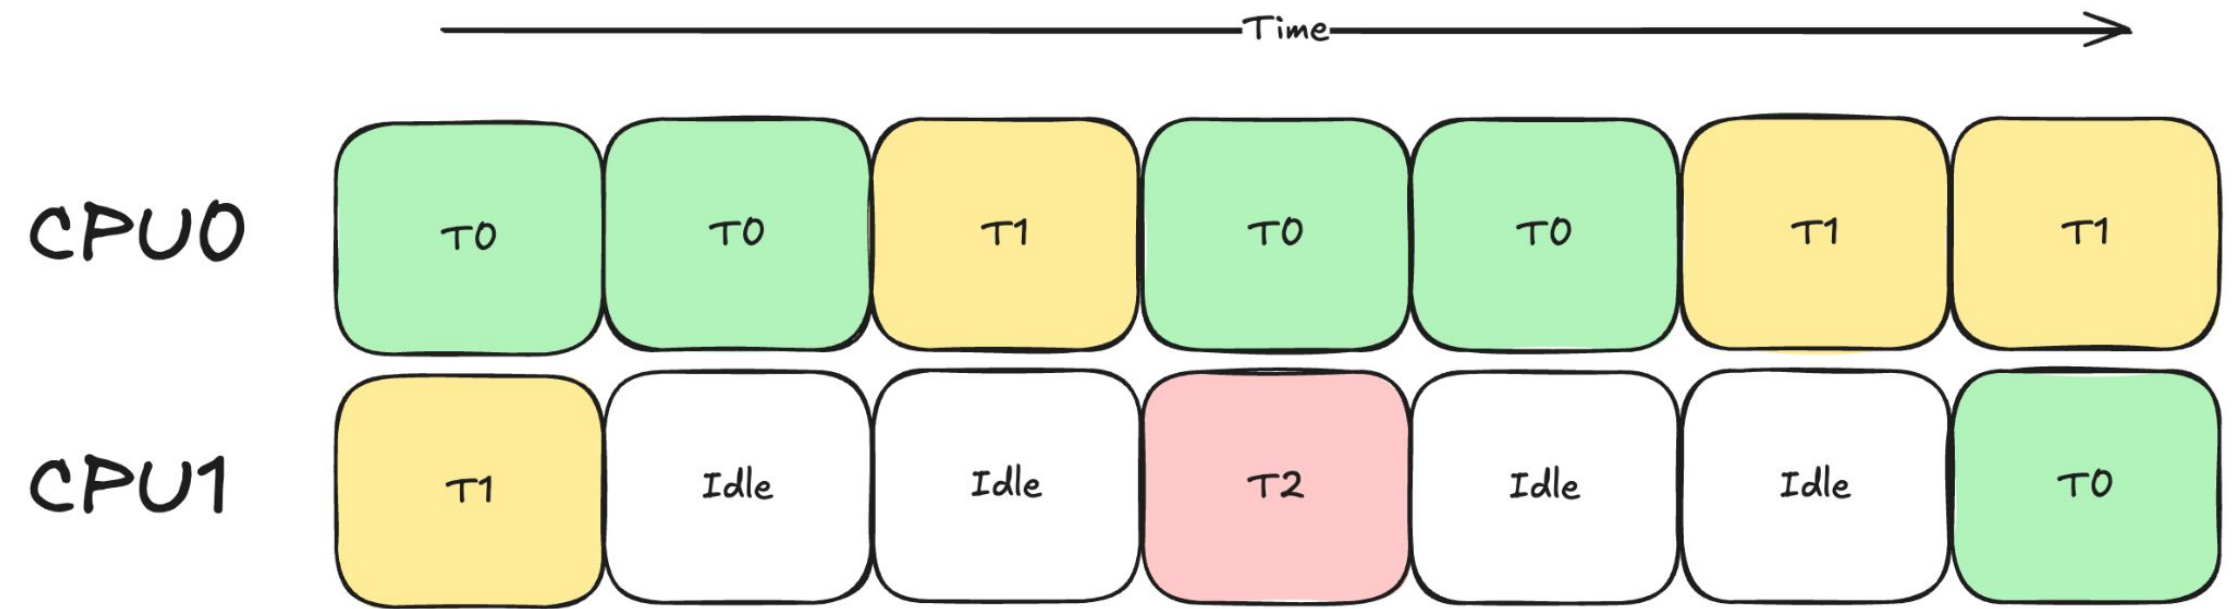 Time
CPU0 T0 T0 T1 T0 T0 T1 T1
CPU1 T1 Idle Idle T2 Idle Idle T0